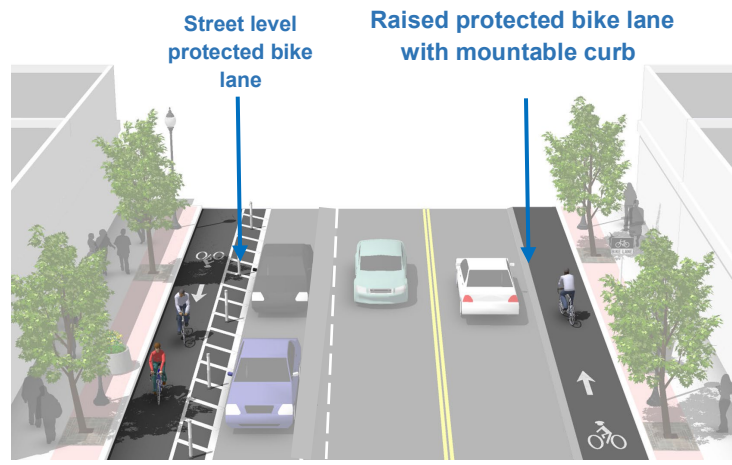 Street level
protected bike
lane
Raised protected bike lane
with mountable curb